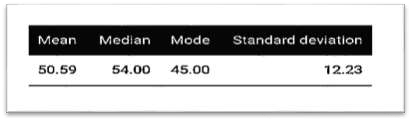 Mean Median Mode Standard deviation
50.59 54.00 45.00 12.23